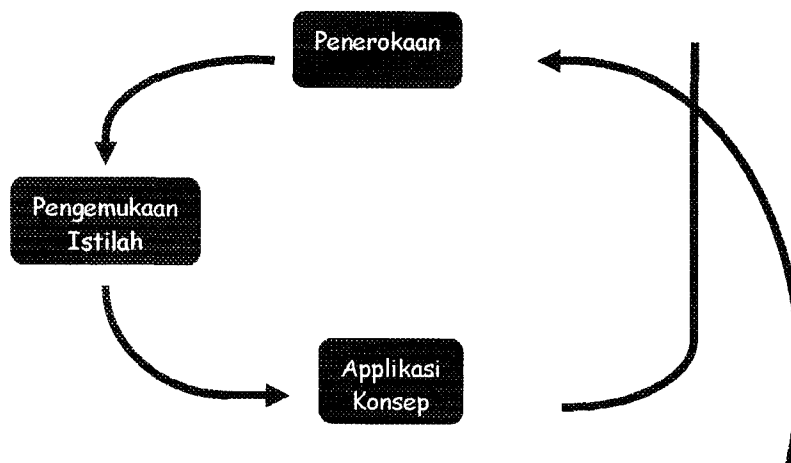 Penerokaan
Pengemukaan
Istilah
Applikasi
Konsep